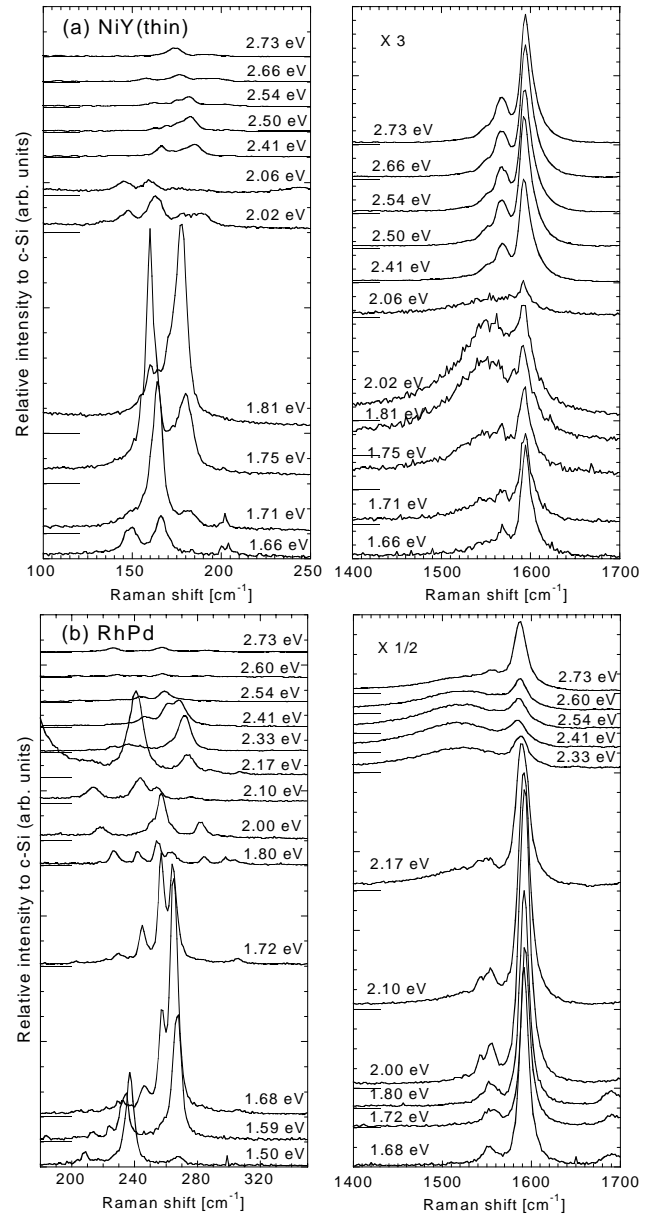 (a) NiY(thin)
2.73 eV
2.66 eV
2.54 eV
2.50 eV
2.41 eV
2.06 eV
2.02 eV
1.81 eV
1.75 eV
1.71 eV
1.66 eV
100 150 200 250
Raman shift [cm-1]
Relative intensity to c-Si (arb. units)
X 3
2.73 eV
2.66 eV
2.54 eV
2.50 eV
2.41 eV
2.06 eV
2.02 eV
1.81 eV
1.75 eV
1.71 eV
1.66 eV
1400 1500 1600 1700
Raman shift [cm-1]
(b) RhPd
2.73 eV
2.60 eV
2.54 eV
2.41 eV
2.33 eV
2.17 eV
2.10 eV
2.00 eV
1.80 eV
1.72 eV
1.68 eV
1.59 eV
1.50 eV
200 240 280 320
Raman shift [cm-1]
Relative intensity to c-Si (arb. units)
X 1/2
2.73 eV
2.60 eV
2.54 eV
2.41 eV
2.33 eV
2.17 eV
2.10 eV
2.00 eV
1.80 eV
1.72 eV
1.68 eV
1400 1500 1600 1700
Raman shift [cm-1]